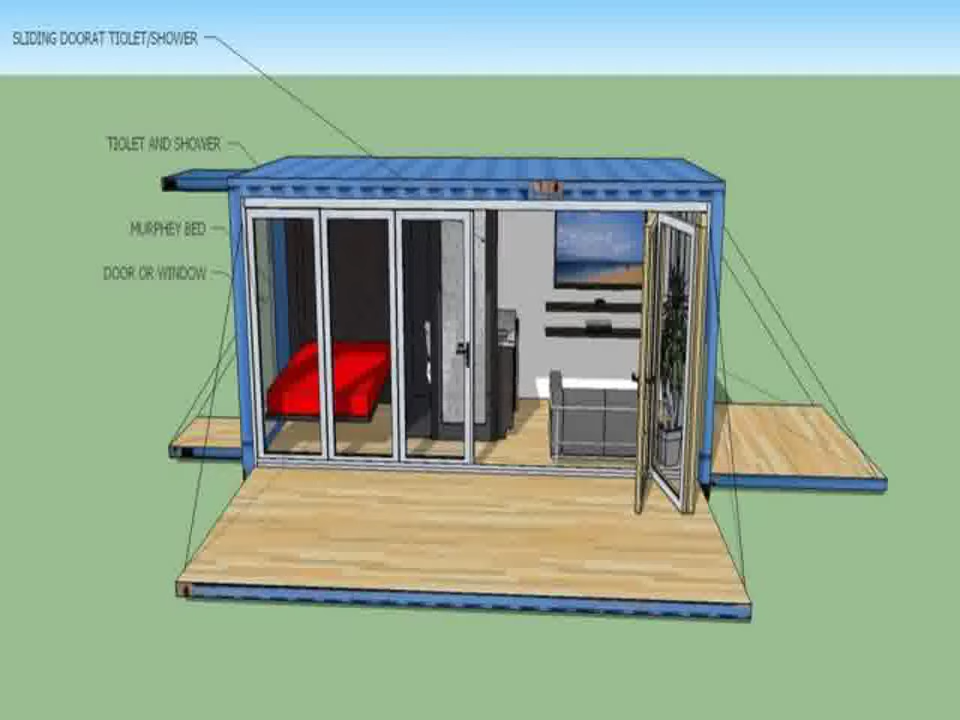 SLIDING DOORAT TIOLET/SHOWER
TIOLET AND SHOWER
MURPHEY BED
DOOR OR WINDOW